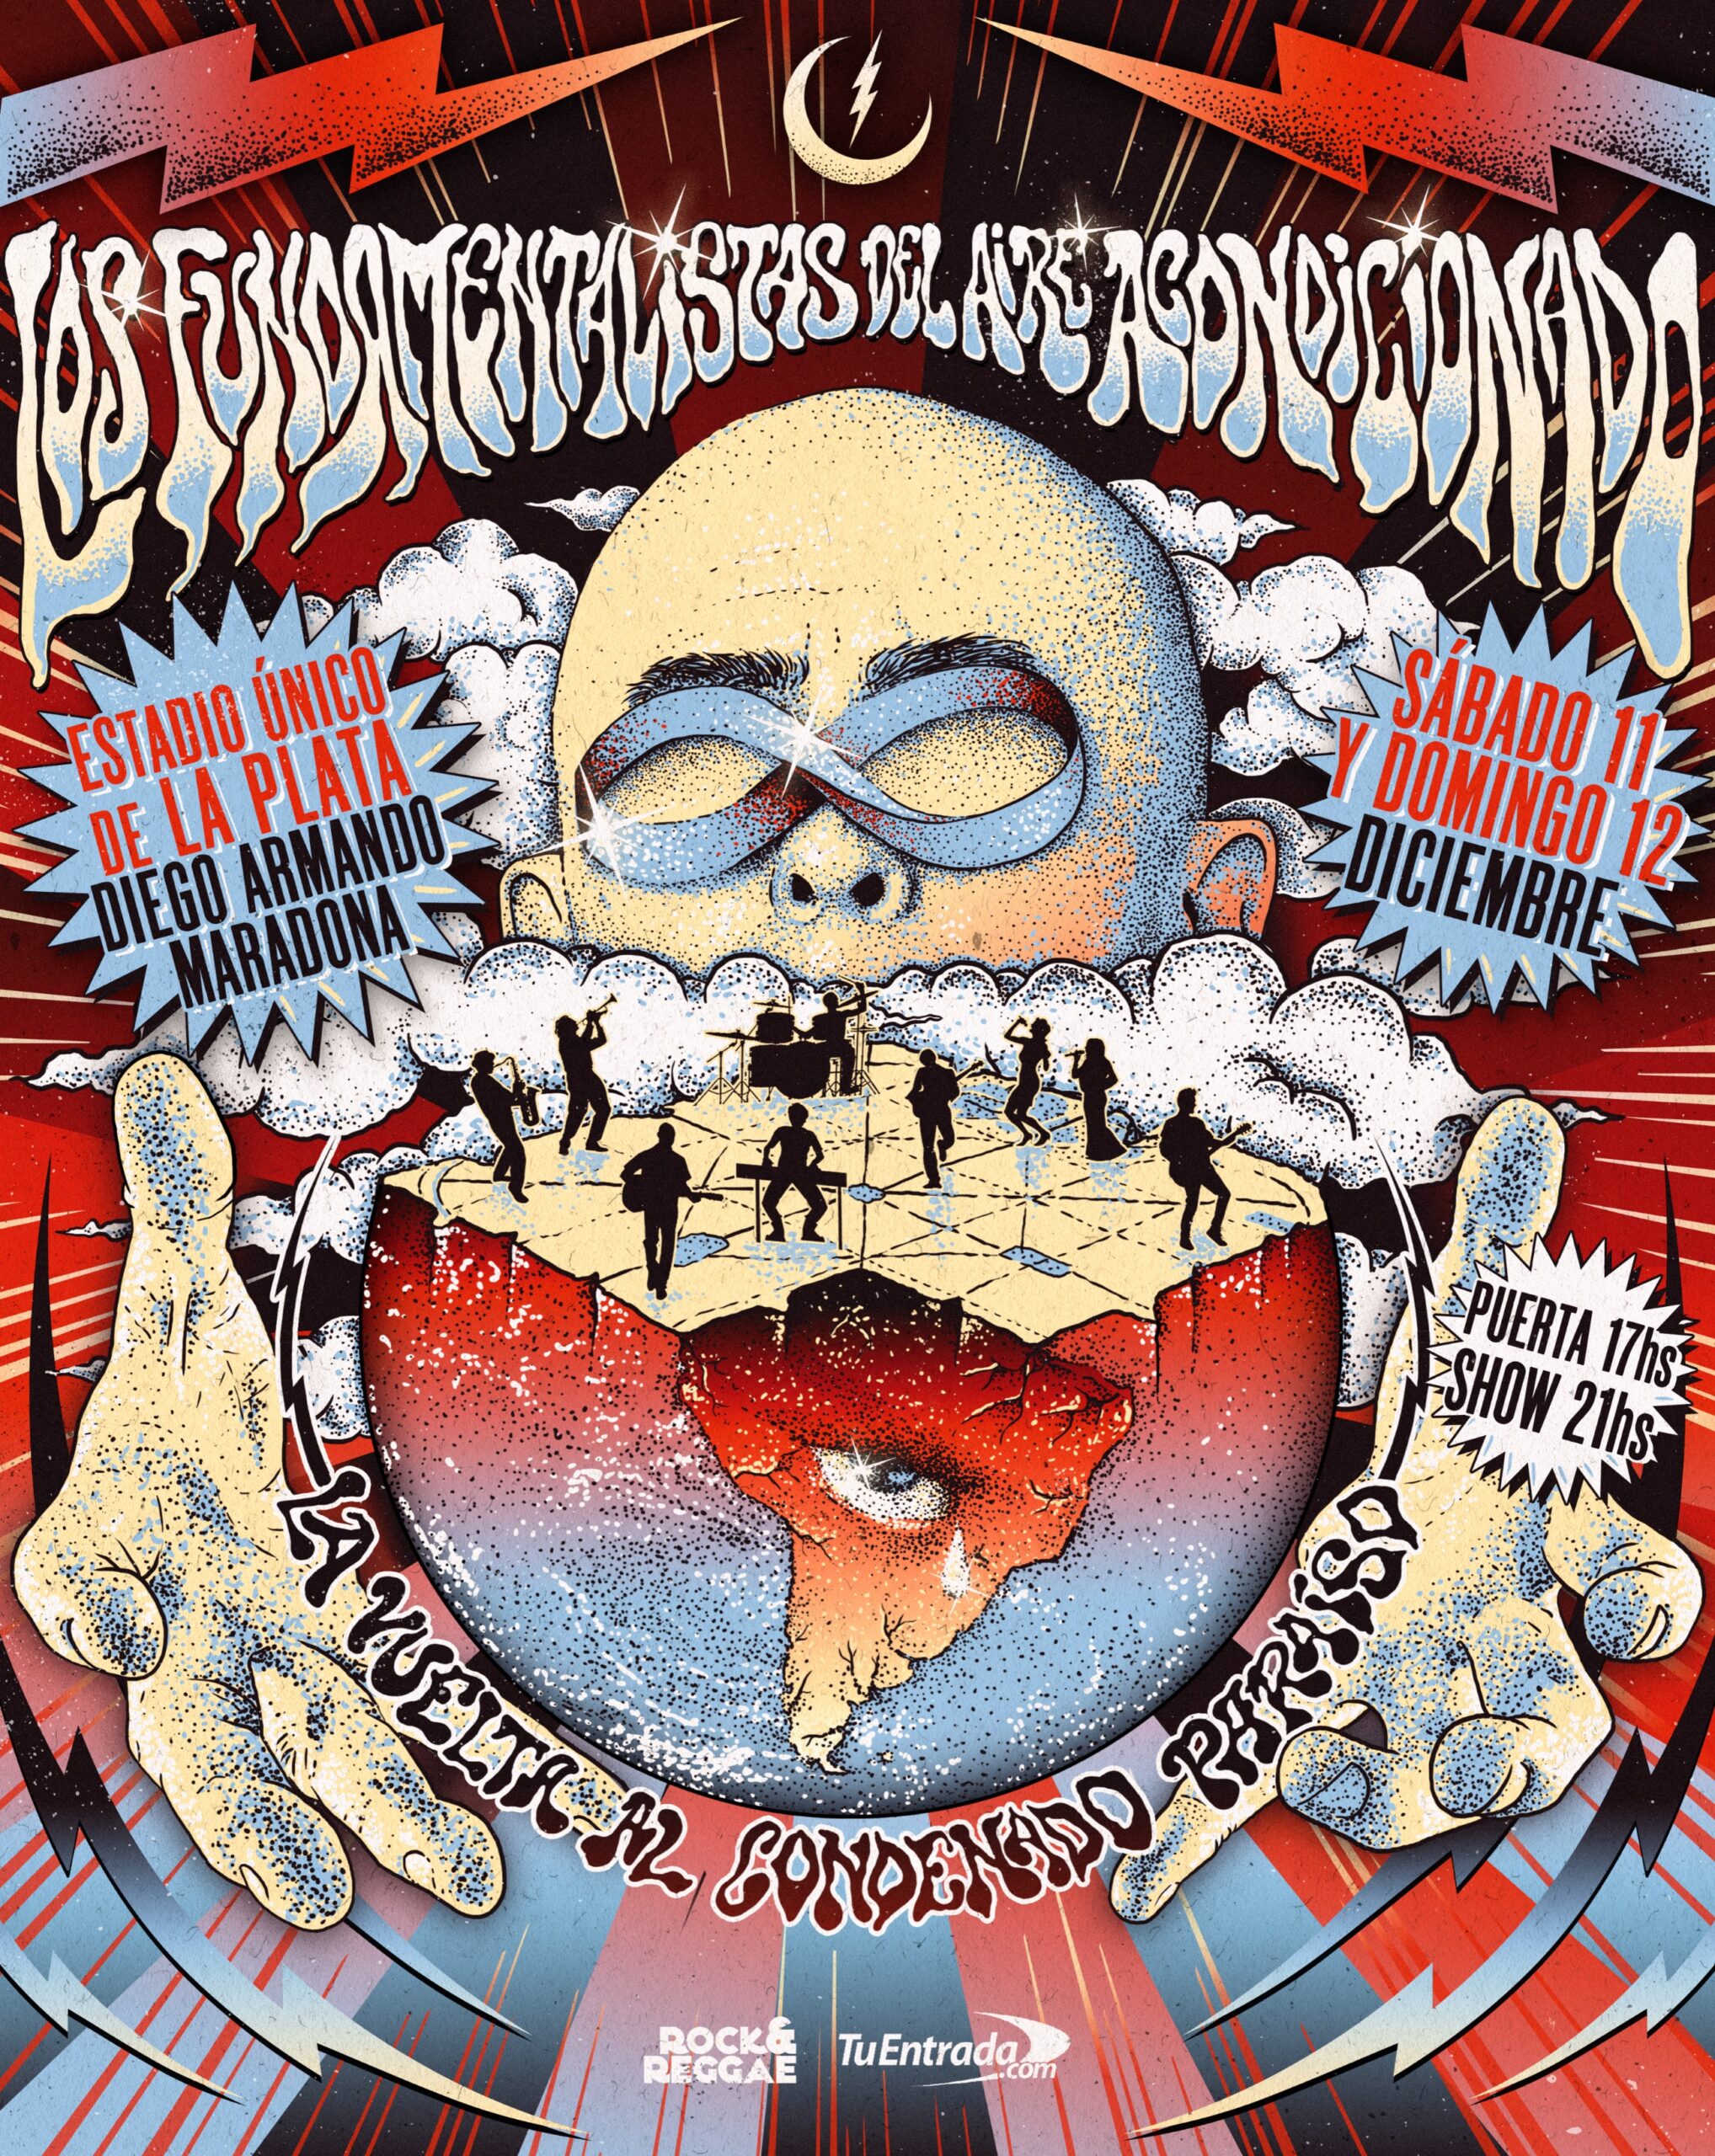 LOS FUNDAMENTALISTAS DEL AIRE ACONDICIONADO
ESTADIO ÚNICO
DE LA PLATA
DIEGO ARMANDO
MARADONA
SÁBADO 11
Y DOMINGO 12
DICIEMBRE
PUERTA 17hs
SHOW 21hs
LA VUELTA AL CONDENADO PARAÍSO
ROCK&
REGGAE
TuEntrada
.com